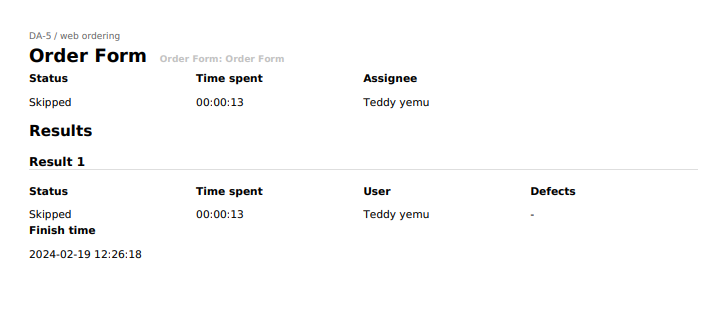 DA-5 / web ordering
Order Form Order Form: Order Form
Status Time spent Assignee
Skipped 00:00:13 Teddy yemu
Results
Result 1
Status Time spent User Defects
Skipped 00:00:13 Teddy yemu -
Finish time
2024-02-19 12:26:18